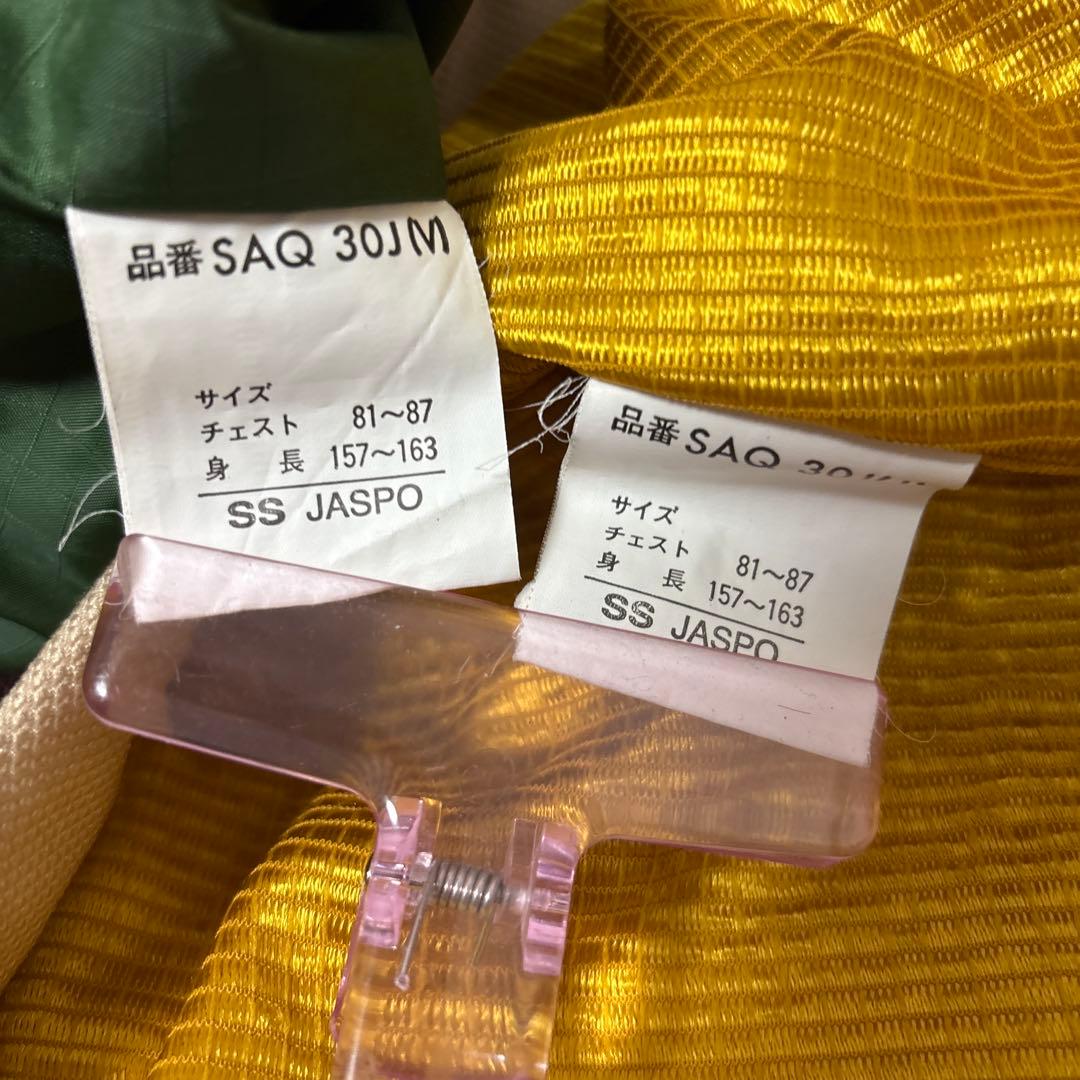 品番 SAQ 30J(V)
サイズ
チェスト 81～87
身 長 157～163
SS JASPO
品番 SAQ
サイズ
チェスト 81～87
身 長 157～163
SS JASPO